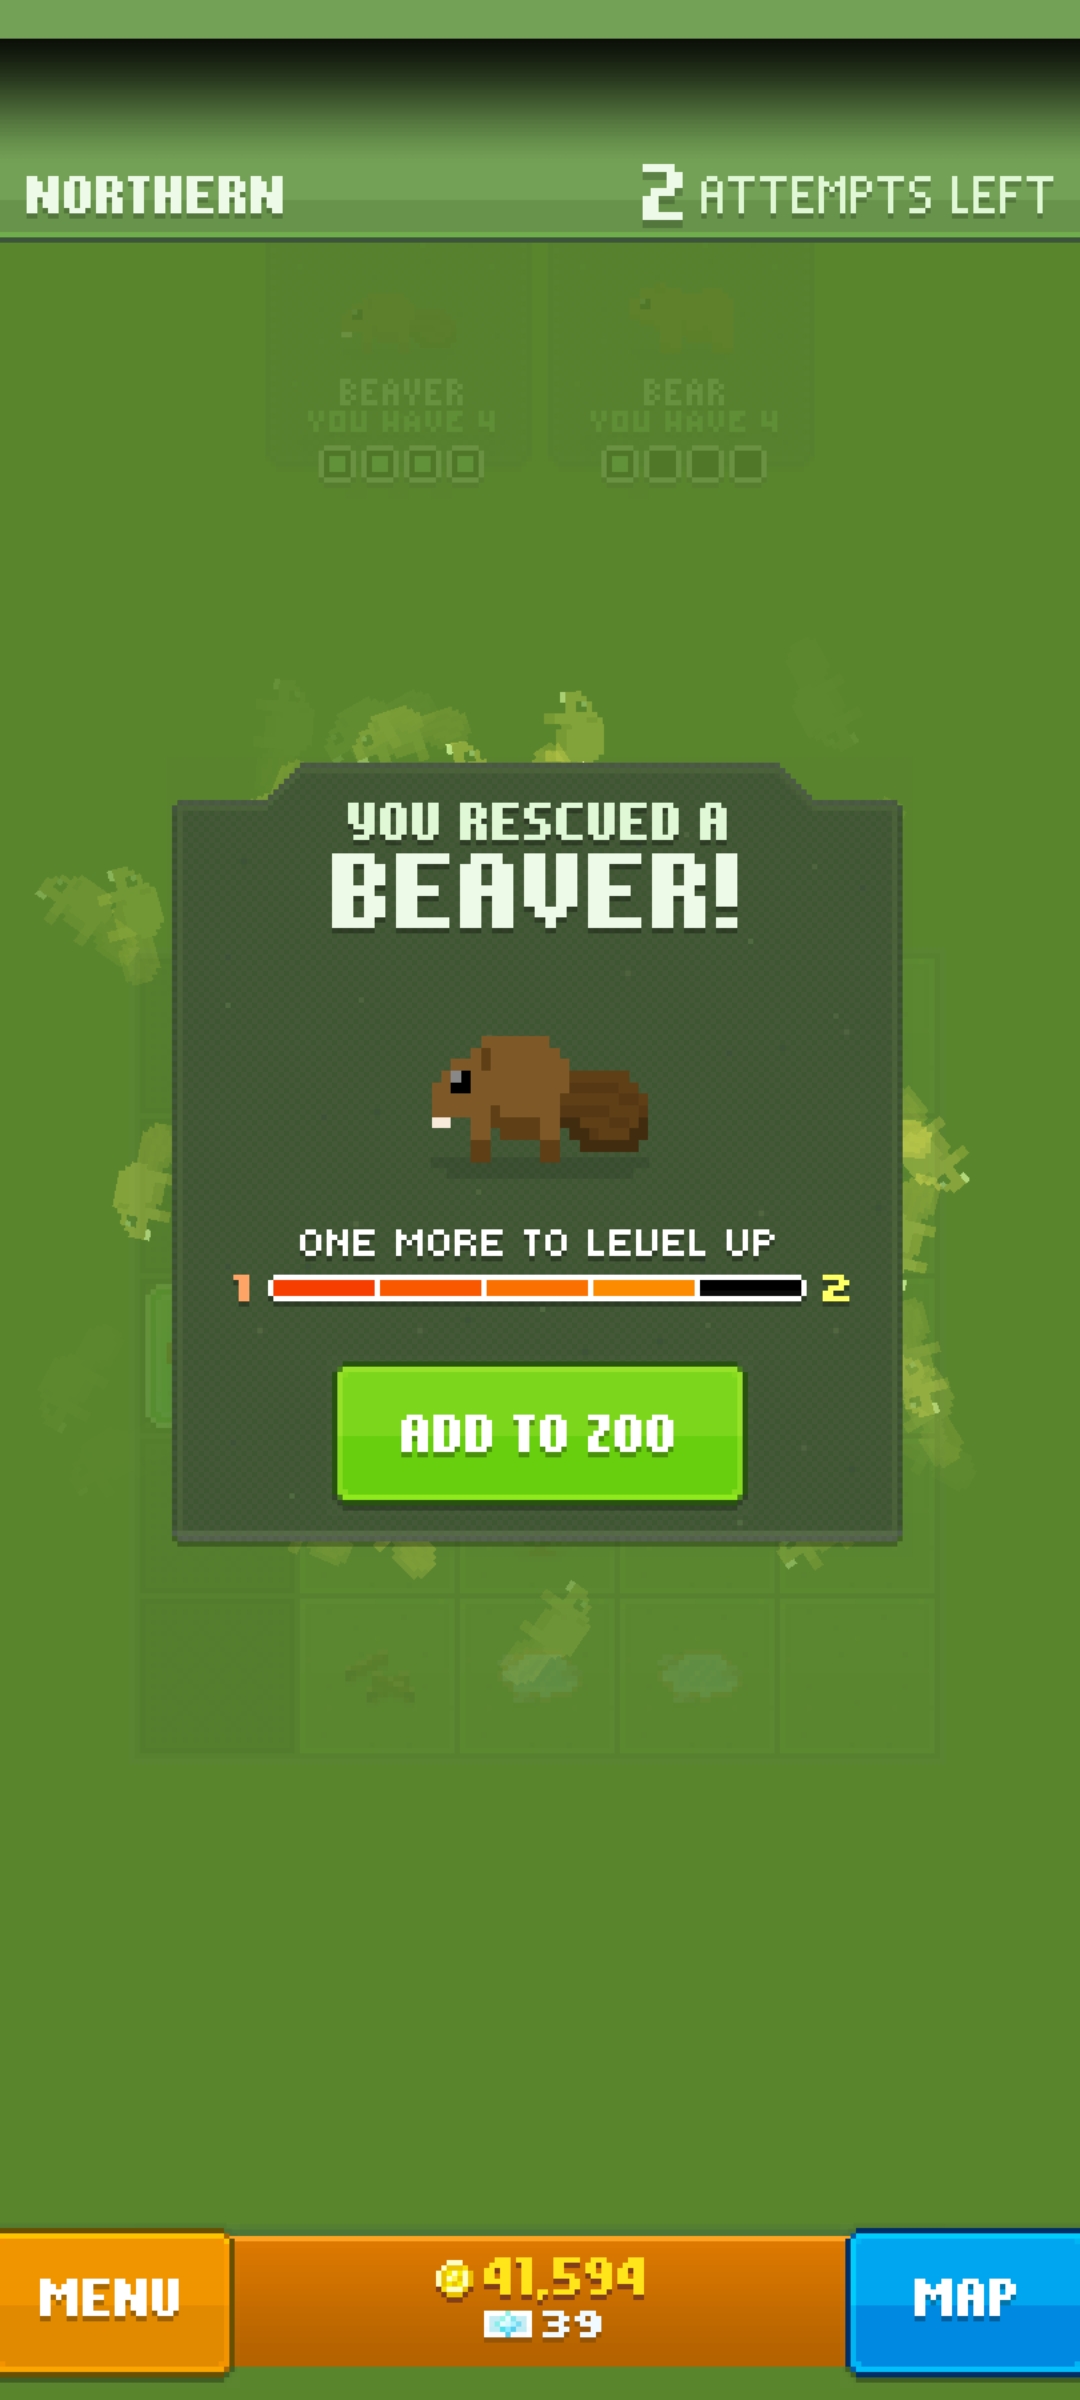 NORTHERN
2 ATTEMPTS LEFT
BEAVER
YOU HAVE 4
BEAR
YOU HAVE 4
YOU RESCUED A
BEAVER!
ONE MORE TO LEVEL UP
1
2
ADD TO ZOO
MENU
41,594
39
MAP